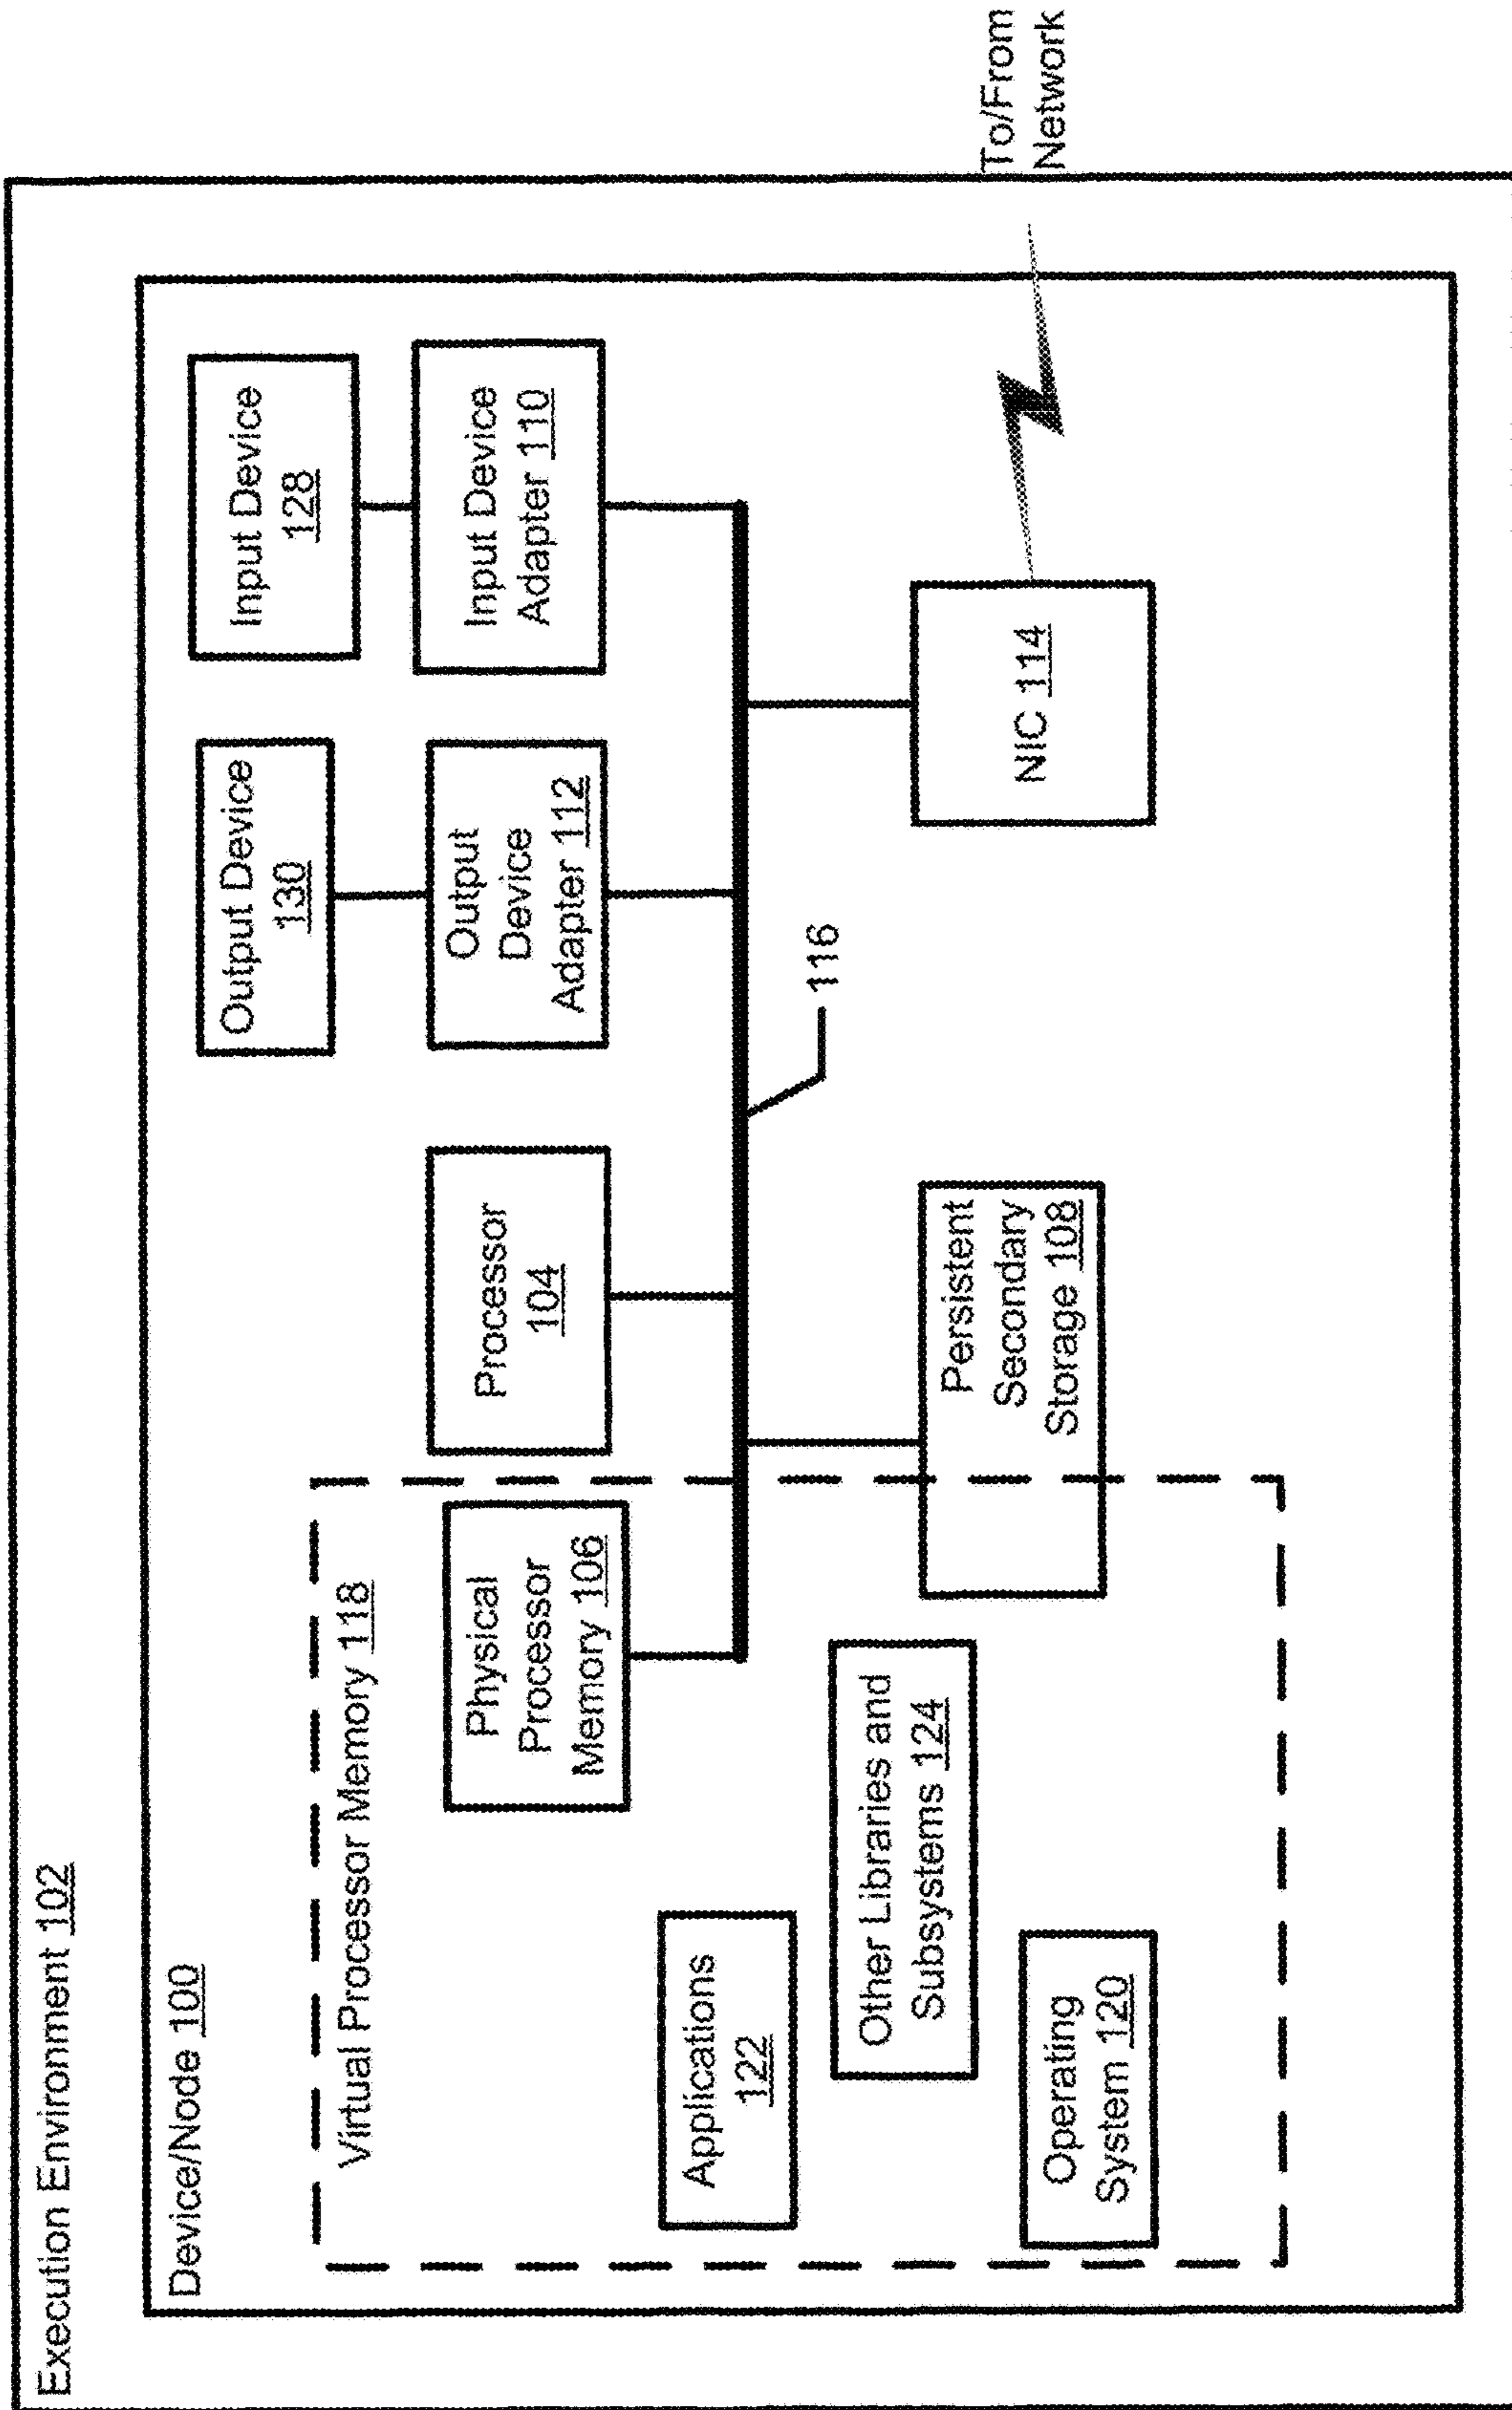 Execution Environment 102
Device/Node 100
Virtual Processor Memory 118
Output Device
130
Input Device
128
Physical
Processor
Memory 106
Processor
104
Output
Device
Adapter 112
Input Device
Adapter 110
116
Applications
122
Other Libraries and
Subsystems 124
Operating
System 120
Persistent
Secondary
Storage 108
NIC 114
To/From
Network